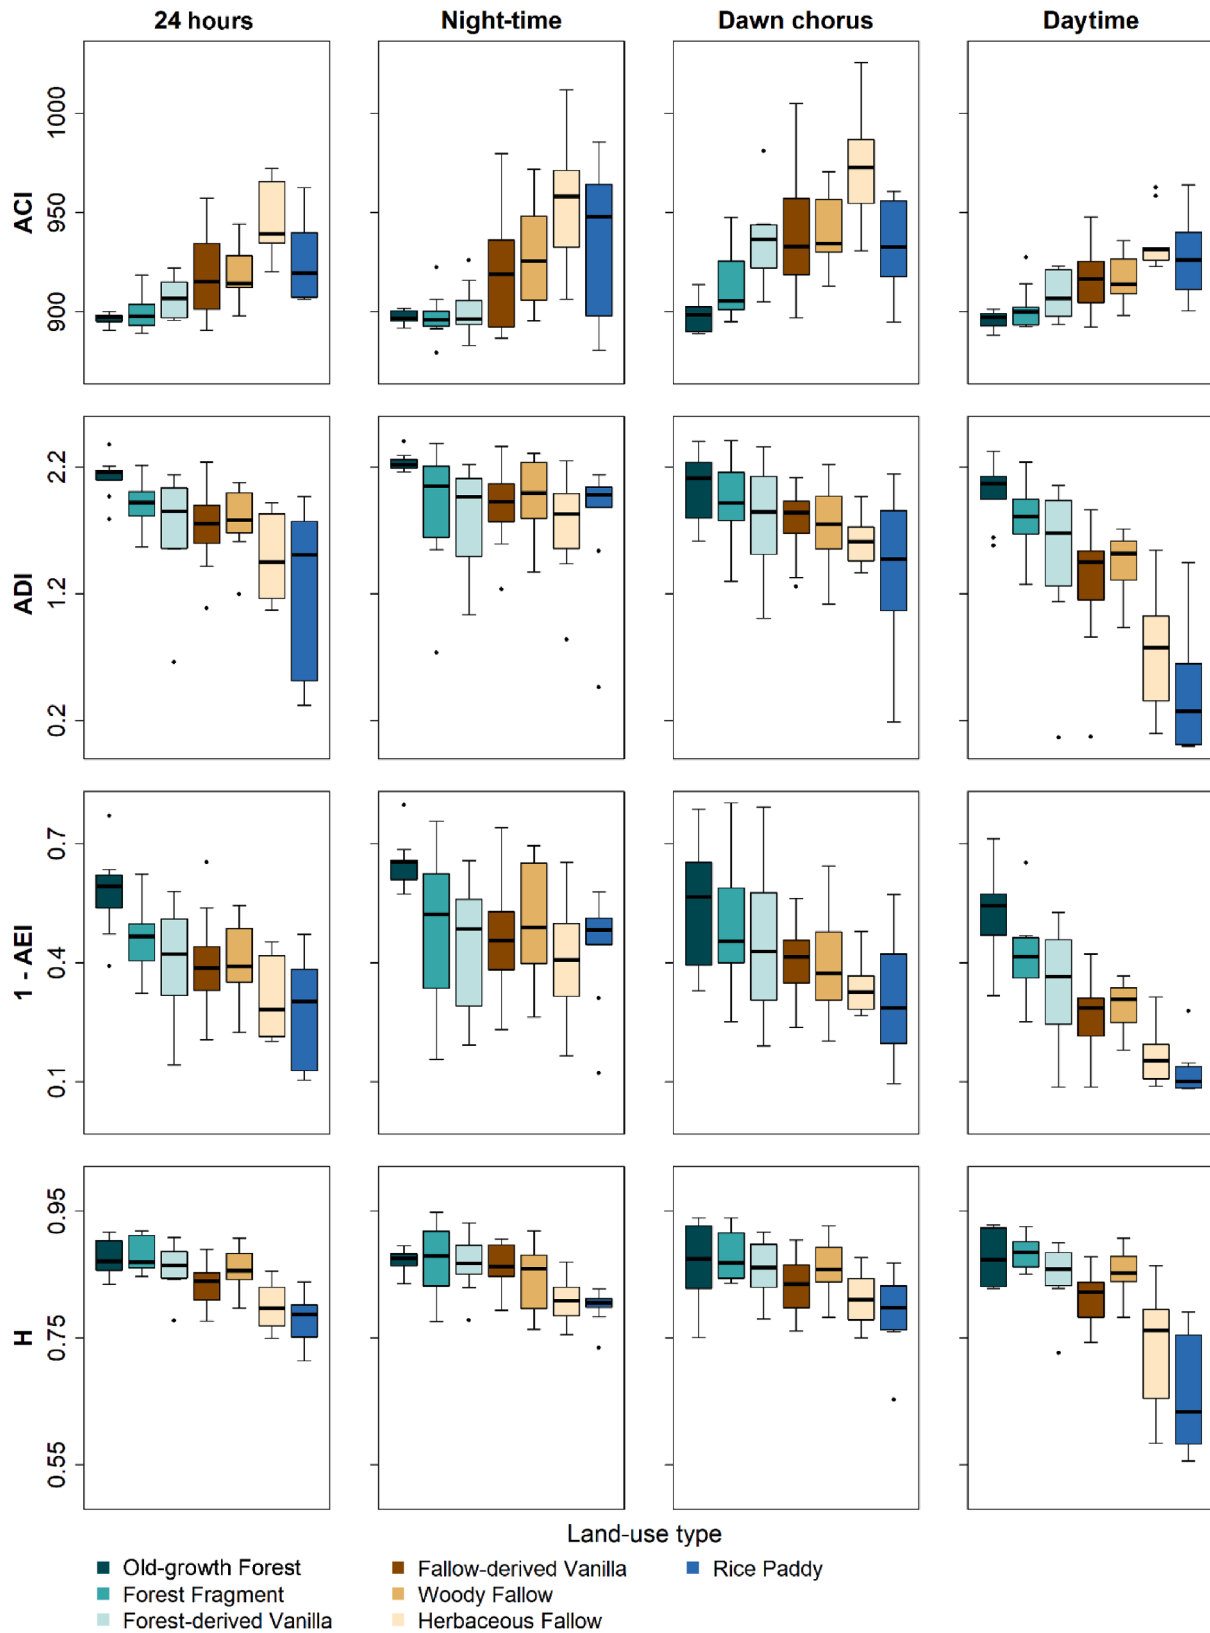 24 hours Night-time Dawn chorus Daytime
ACI
1000
950
900
ADI
2.2
1.2
0.2
1 - AEI
0.7
0.4
0.1
H
0.95
0.75
0.55
Land-use type
Old-growth Forest Fallow-derived Vanilla Rice Paddy
Forest Fragment Woody Fallow
Forest-derived Vanilla Herbaceous Fallow